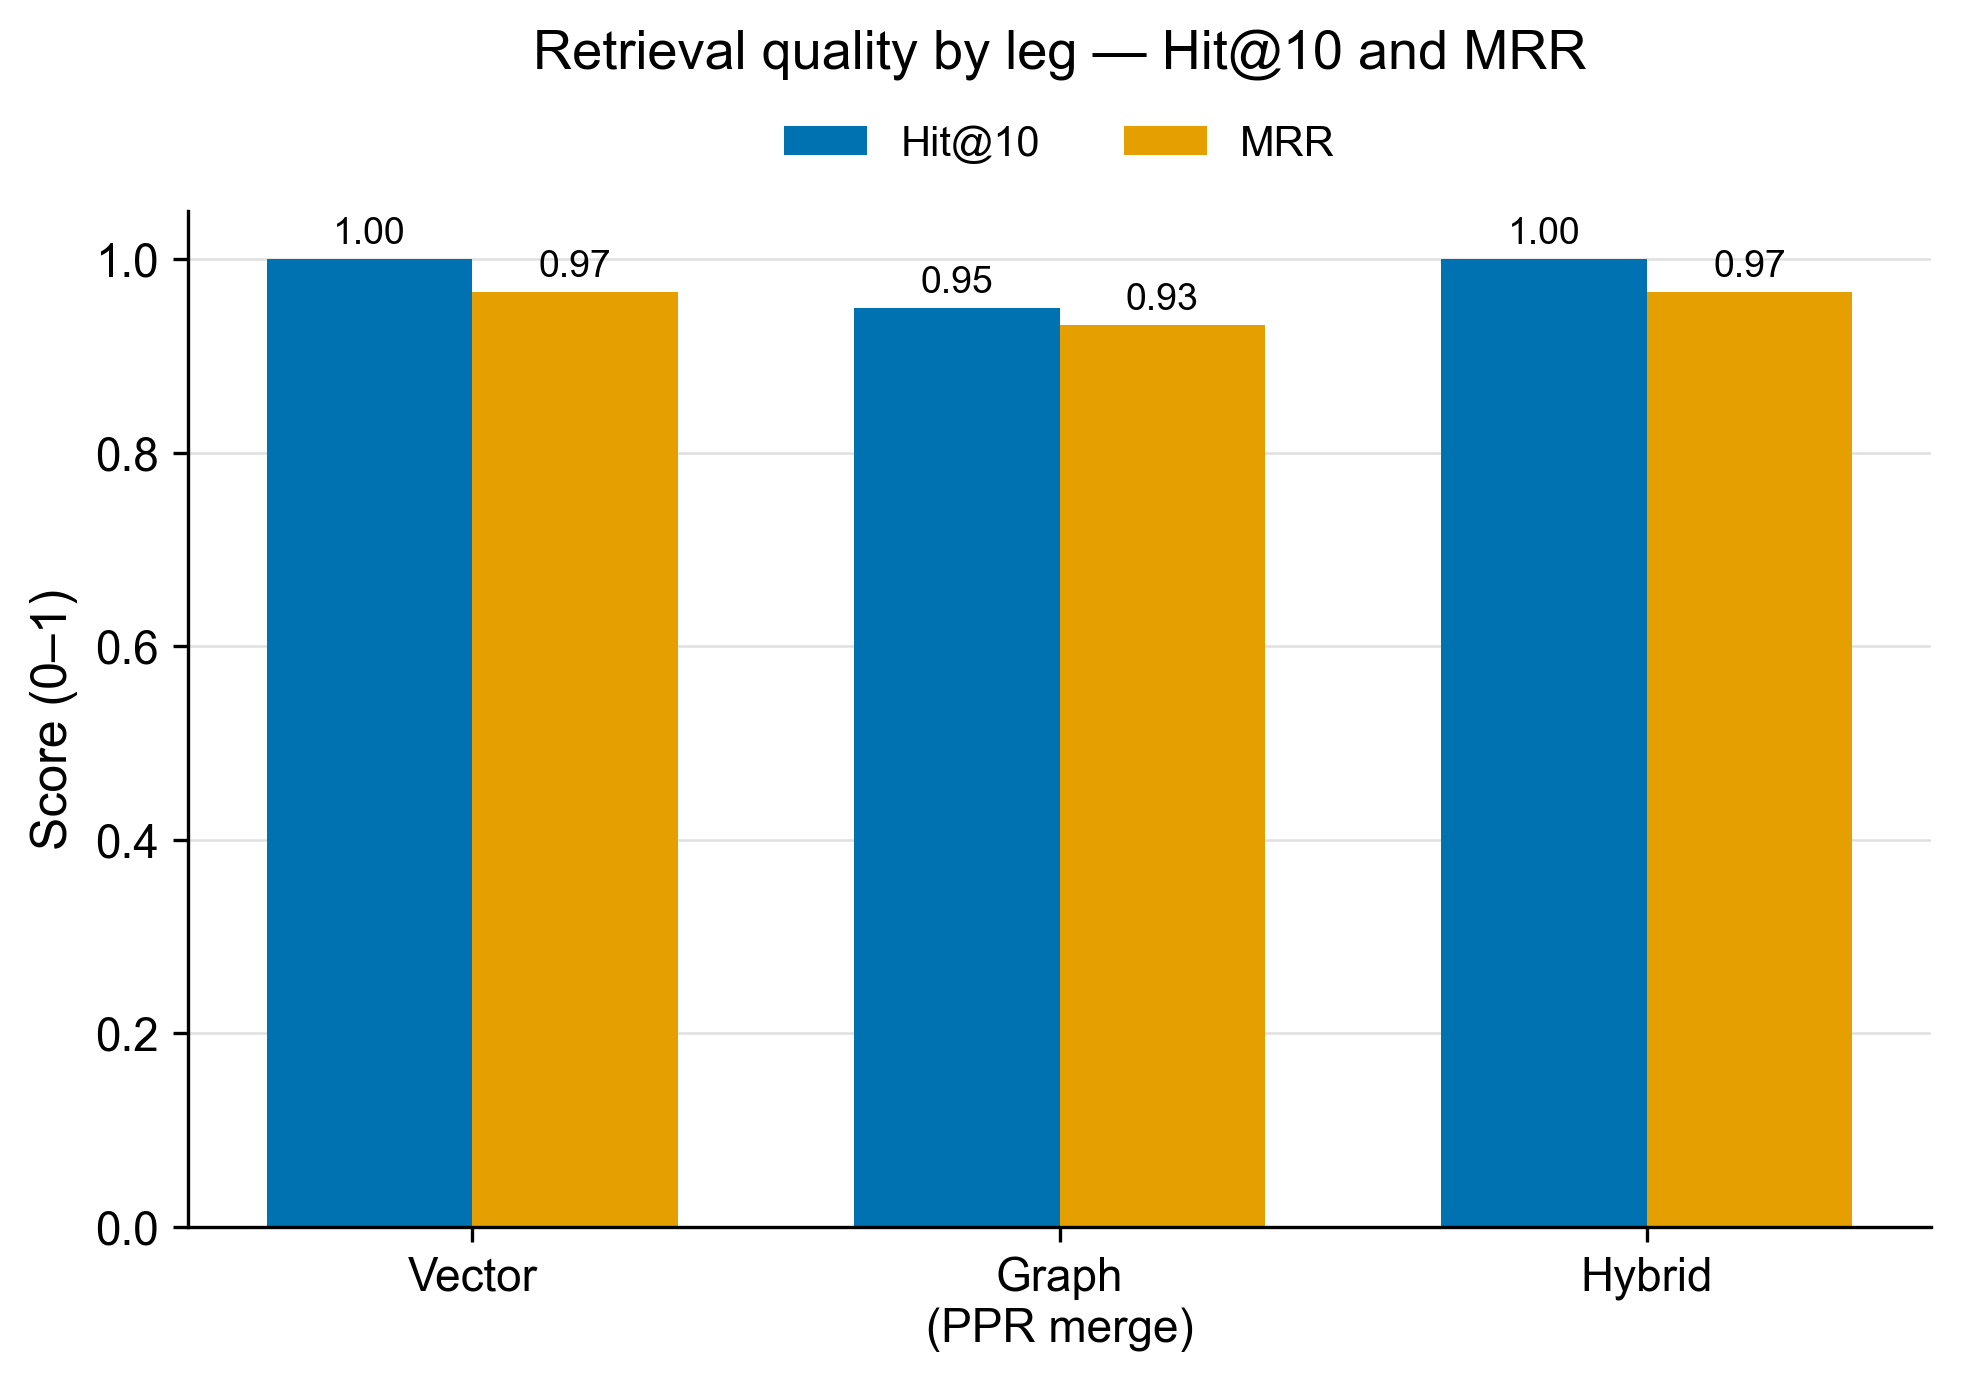 Retrieval quality by leg — Hit@10 and MRR
Hit@10 MRR
1.00 0.97 0.95 0.93 1.00 0.97
1.0
0.8
0.6
0.4
0.2
0.0
Score (0–1)
Vector Graph Hybrid
(PPR merge)